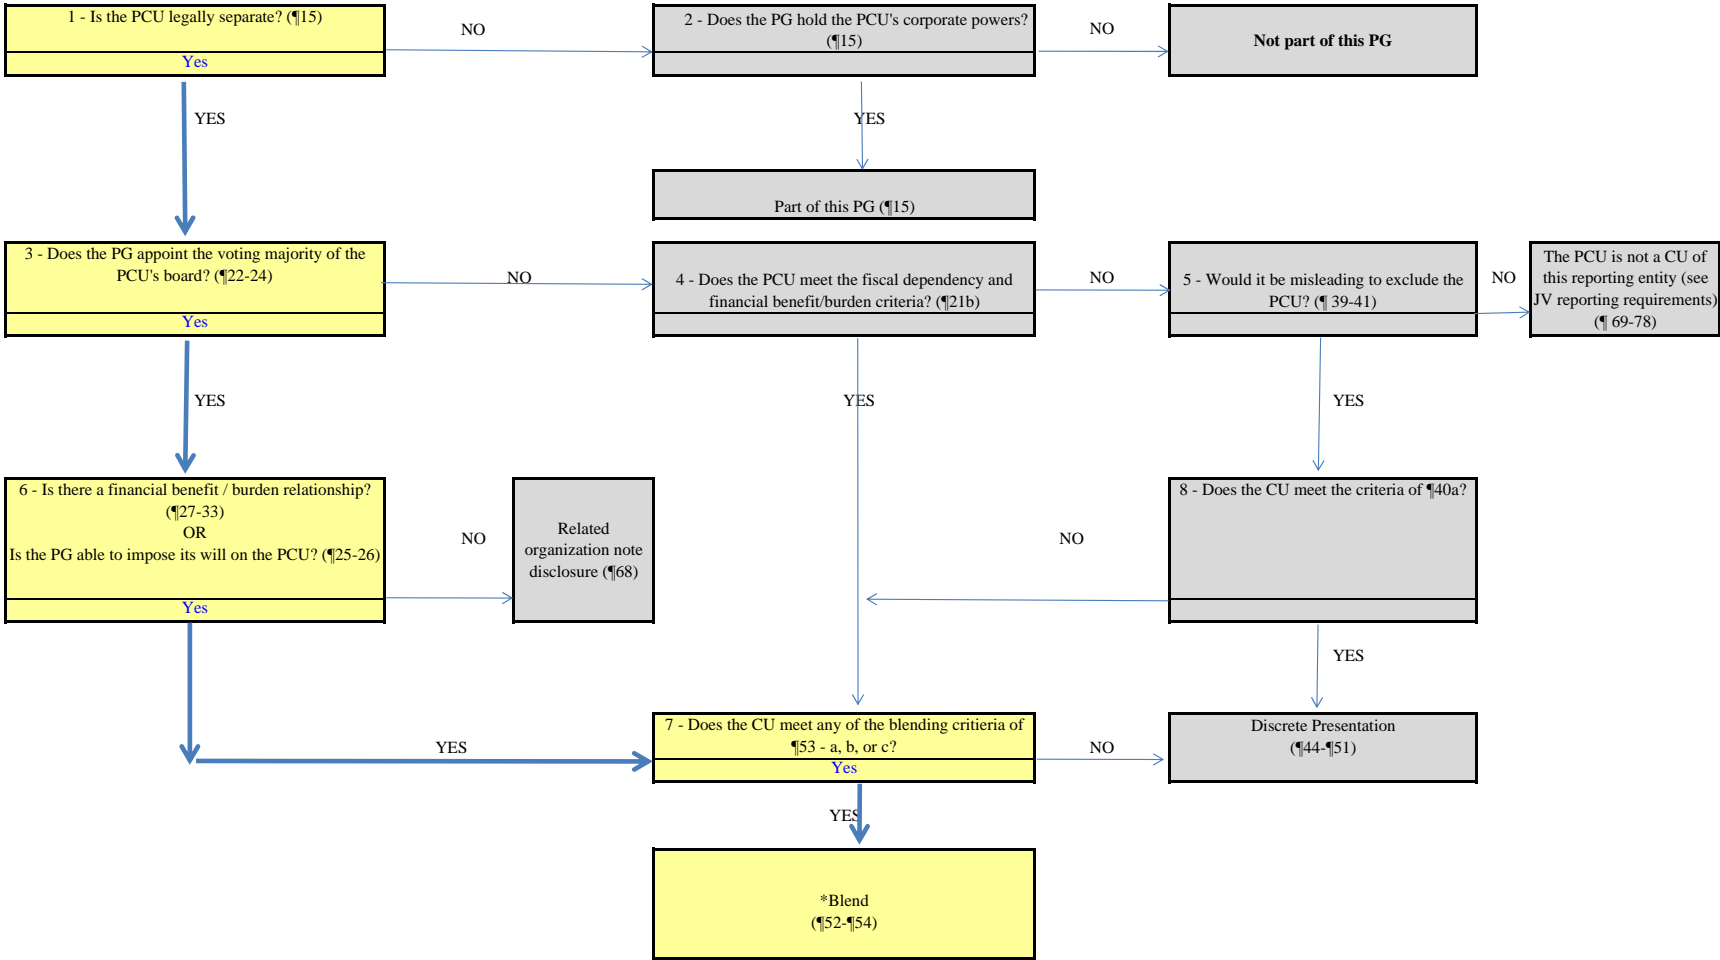 1 - Is the PCU legally separate? (¶15)
Yes
NO
2 - Does the PG hold the PCU's corporate powers?
(¶15)
NO
Not part of this PG
YES
YES
Part of this PG (¶15)
3 - Does the PG appoint the voting majority of the
PCU's board? (¶22-24)
Yes
NO
4 - Does the PCU meet the fiscal dependency and
financial benefit/burden criteria? (¶21b)
NO
5 - Would it be misleading to exclude the
PCU? (¶ 39-41)
NO
The PCU is not a CU of
this reporting entity (see
JV reporting requirements)
(¶ 69-78)
YES
YES
YES
6 - Is there a financial benefit / burden relationship?
(¶27-33)
OR
Is the PG able to impose its will on the PCU? (¶25-26)
Yes
NO
Related
organization note
disclosure (¶68)
NO
8 - Does the CU meet the criteria of ¶40a?
YES
YES
7 - Does the CU meet any of the blending critieria of
¶53 - a, b, or c?
Yes
NO
Discrete Presentation
(¶44-¶51)
YES
*Blend
(¶52-¶54)